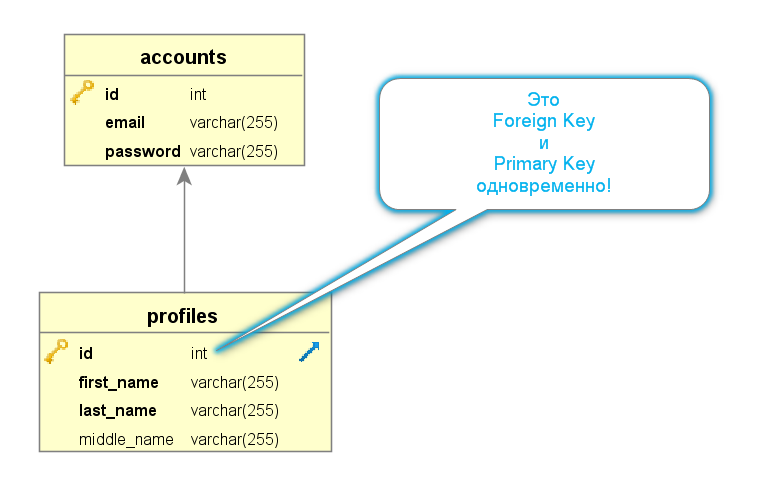 accounts
id int
email varchar(255)
password varchar(255)
Это
Foreign Key
и
Primary Key
одновременно!
profiles
id int
first_name varchar(255)
last_name varchar(255)
middle_name varchar(255)